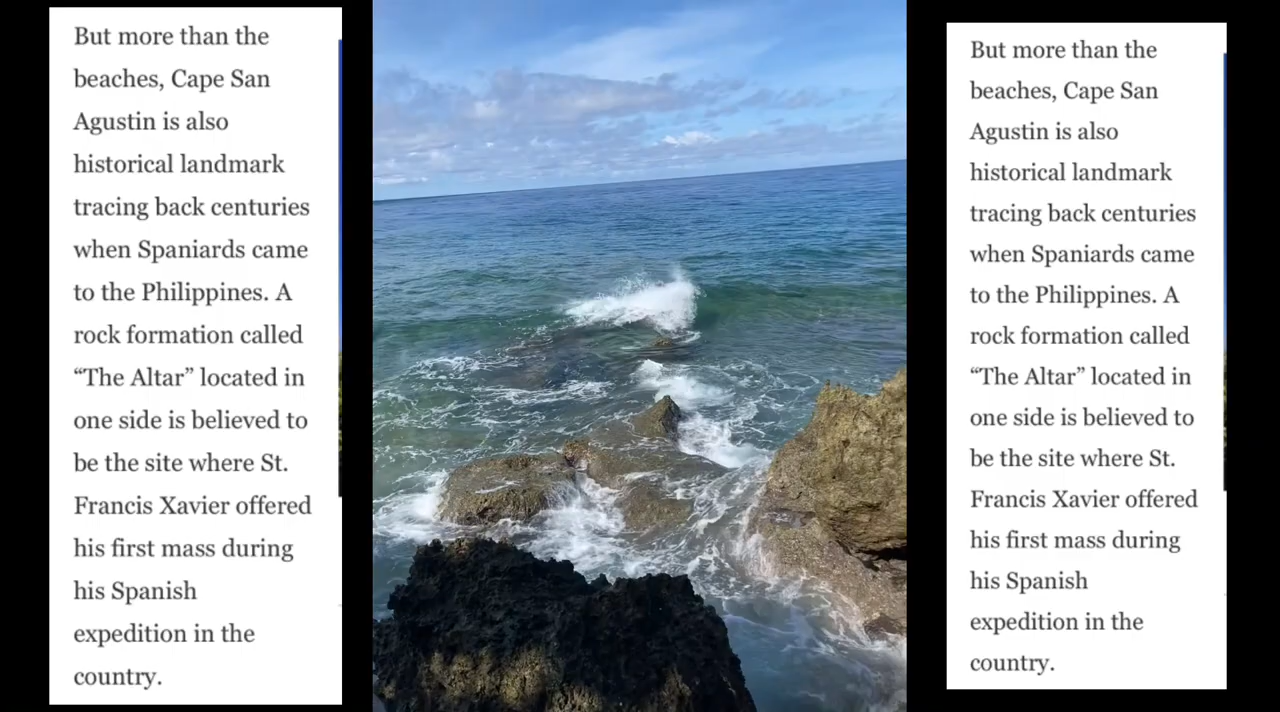 But more than the
beaches, Cape San
Agustin is also
historical landmark
tracing back centuries
when Spaniards came
to the Philippines. A
rock formation called
“The Altar” located in
one side is believed to
be the site where St.
Francis Xavier offered
his first mass during
his Spanish
expedition in the
country.
But more than the
beaches, Cape San
Agustin is also
historical landmark
tracing back centuries
when Spaniards came
to the Philippines. A
rock formation called
“The Altar” located in
one side is believed to
be the site where St.
Francis Xavier offered
his first mass during
his Spanish
expedition in the
country.